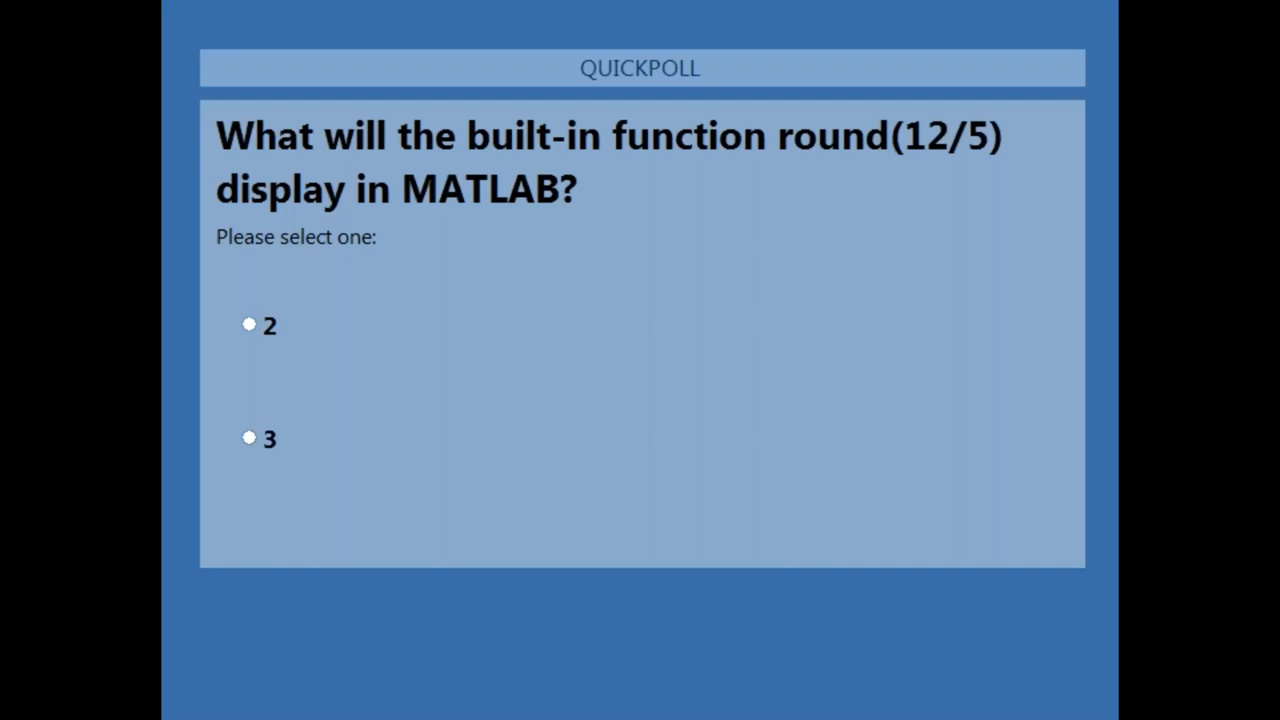 QUICKPOLL
What will the built-in function round(12/5)
display in MATLAB?
Please select one:
2
3